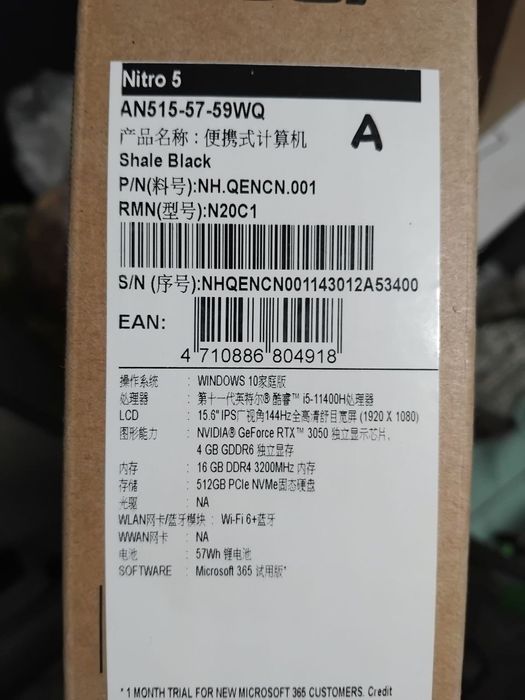 Nitro 5
AN515-57-59WQ
产品名称：便携式计算机
A
Shale Black
P/N(料号):NH.QENCN.001
RMN(型号):N20C1
S/N (序号):NHQENCN001143012A53400
EAN:
4 710886 804918
操作系统 : WINDOWS 10家庭版
处理器 : 第十一代英特尔® 酷睿™ i5-11400H处理器
LCD : 15.6" IPS广视角144Hz全高清舒目宽屏 (1920 X 1080)
图形能力 : NVIDIA® GeForce RTX™ 3050 独立显示芯片,
4 GB GDDR6 独立显存
内存 : 16 GB DDR4 3200MHz 内存
存储 : 512GB PCIe NVMe固态硬盘
光驱 : NA
WLAN网卡/蓝牙模块 : Wi-Fi 6+蓝牙
WWAN网卡 : NA
电池 : 57Wh 锂电池
SOFTWARE : Microsoft 365 试用版*
* 1 MONTH TRIAL FOR NEW MICROSOFT 365 CUSTOMERS. Credit